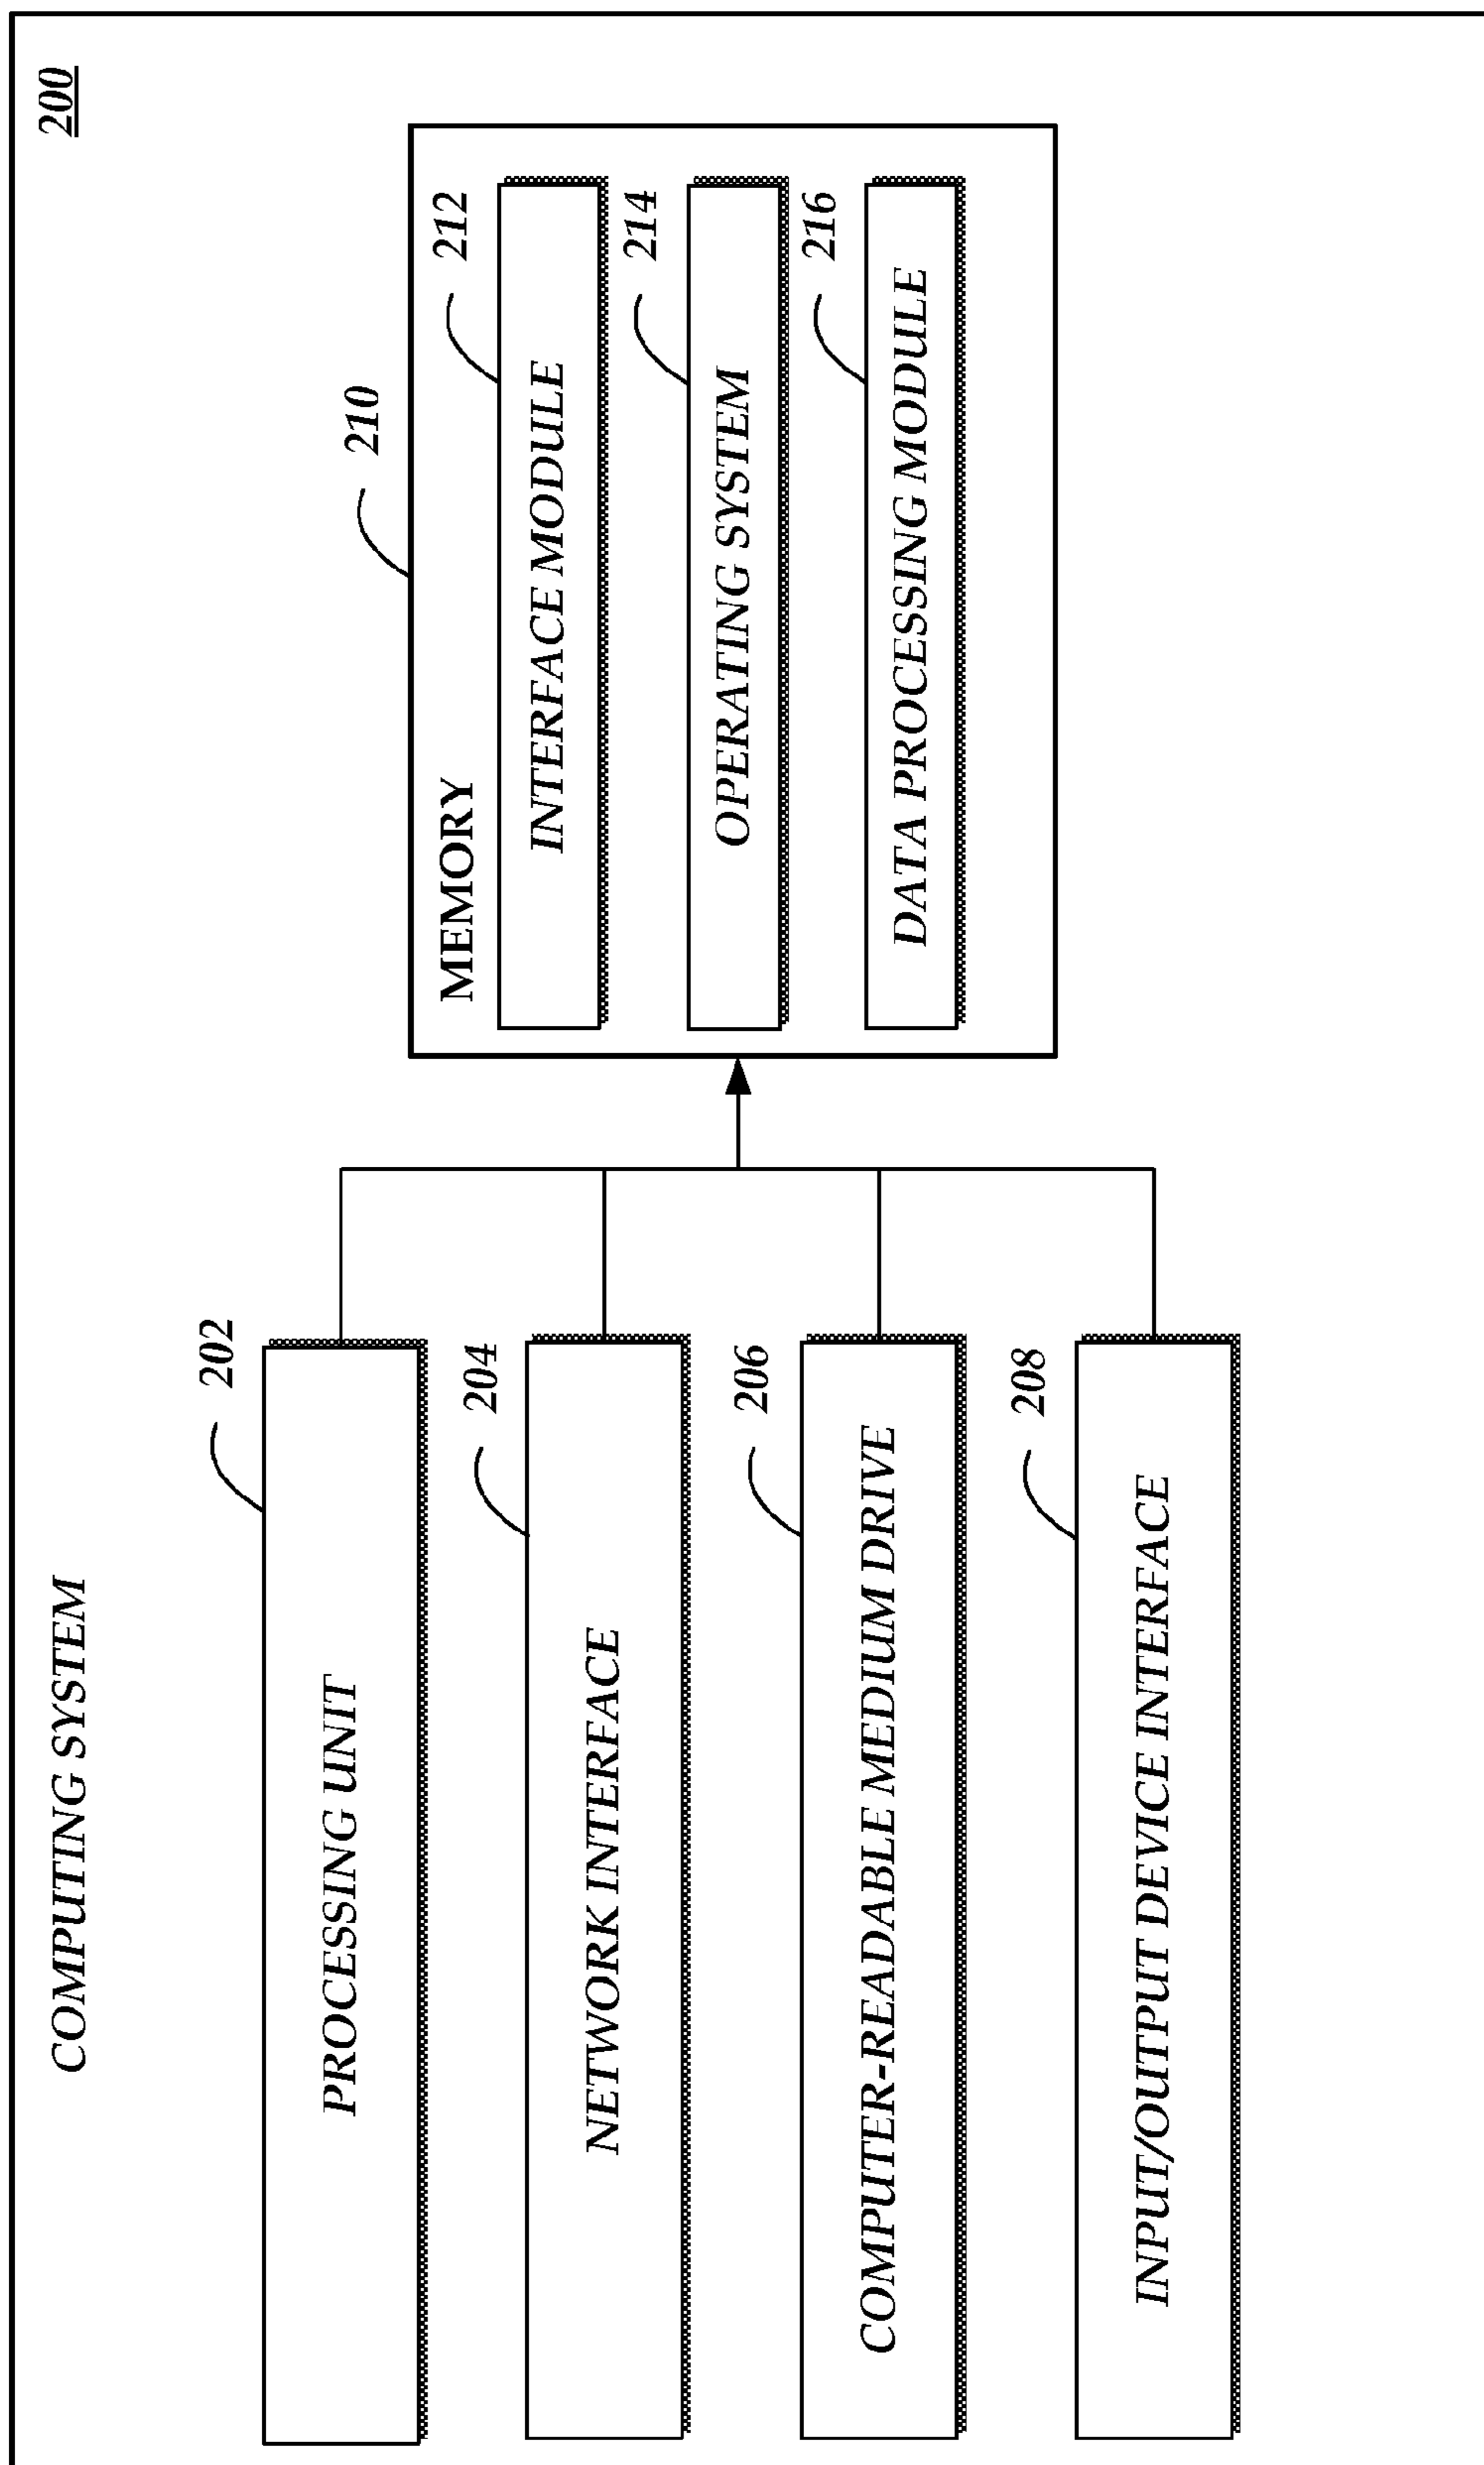 COMPUTING SYSTEM
200
202
PROCESSING UNIT
204
NETWORK INTERFACE
206
COMPUTER-READABLE MEDIUM DRIVE
208
INPUT/OUTPUT DEVICE INTERFACE
210
MEMORY
212
INTERFACE MODULE
214
OPERATING SYSTEM
216
DATA PROCESSING MODULE